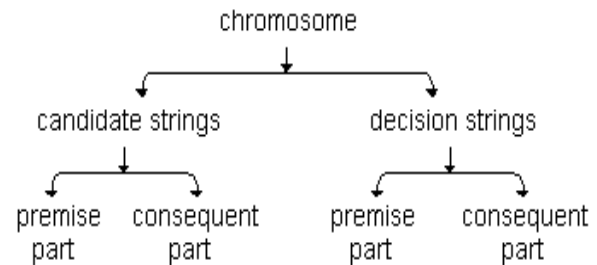 chromosome
candidate strings decision strings
premise consequent premise consequent
part part part part